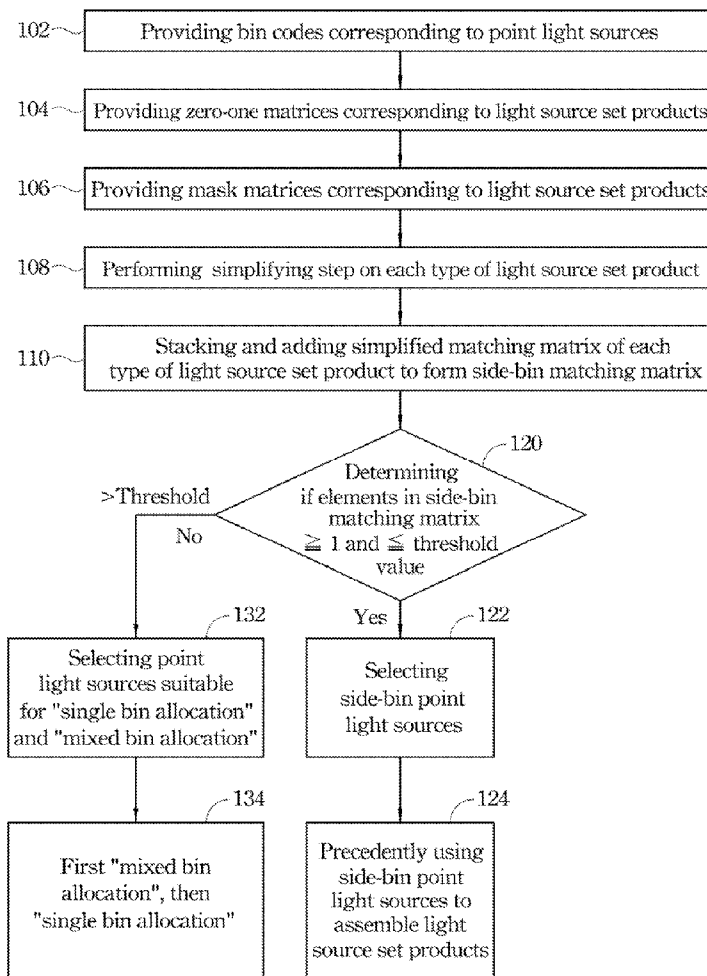 102
Providing bin codes corresponding to point light sources
104
Providing zero-one matrices corresponding to light source set products
106
Providing mask matrices corresponding to light source set products
108
Performing simplifying step on each type of light source set product
110
Stacking and adding simplified matching matrix of each
type of light source set product to form side-bin matching matrix
120
Determining
if elements in side-bin
matching matrix
≧ 1 and ≦ threshold
value
>Threshold
No
Yes
132
Selecting point
light sources suitable
for "single bin allocation"
and "mixed bin allocation"
122
Selecting
side-bin point
light sources
134
First "mixed bin
allocation", then
"single bin allocation"
124
Precedently using
side-bin point
light sources to
assemble light
source set products